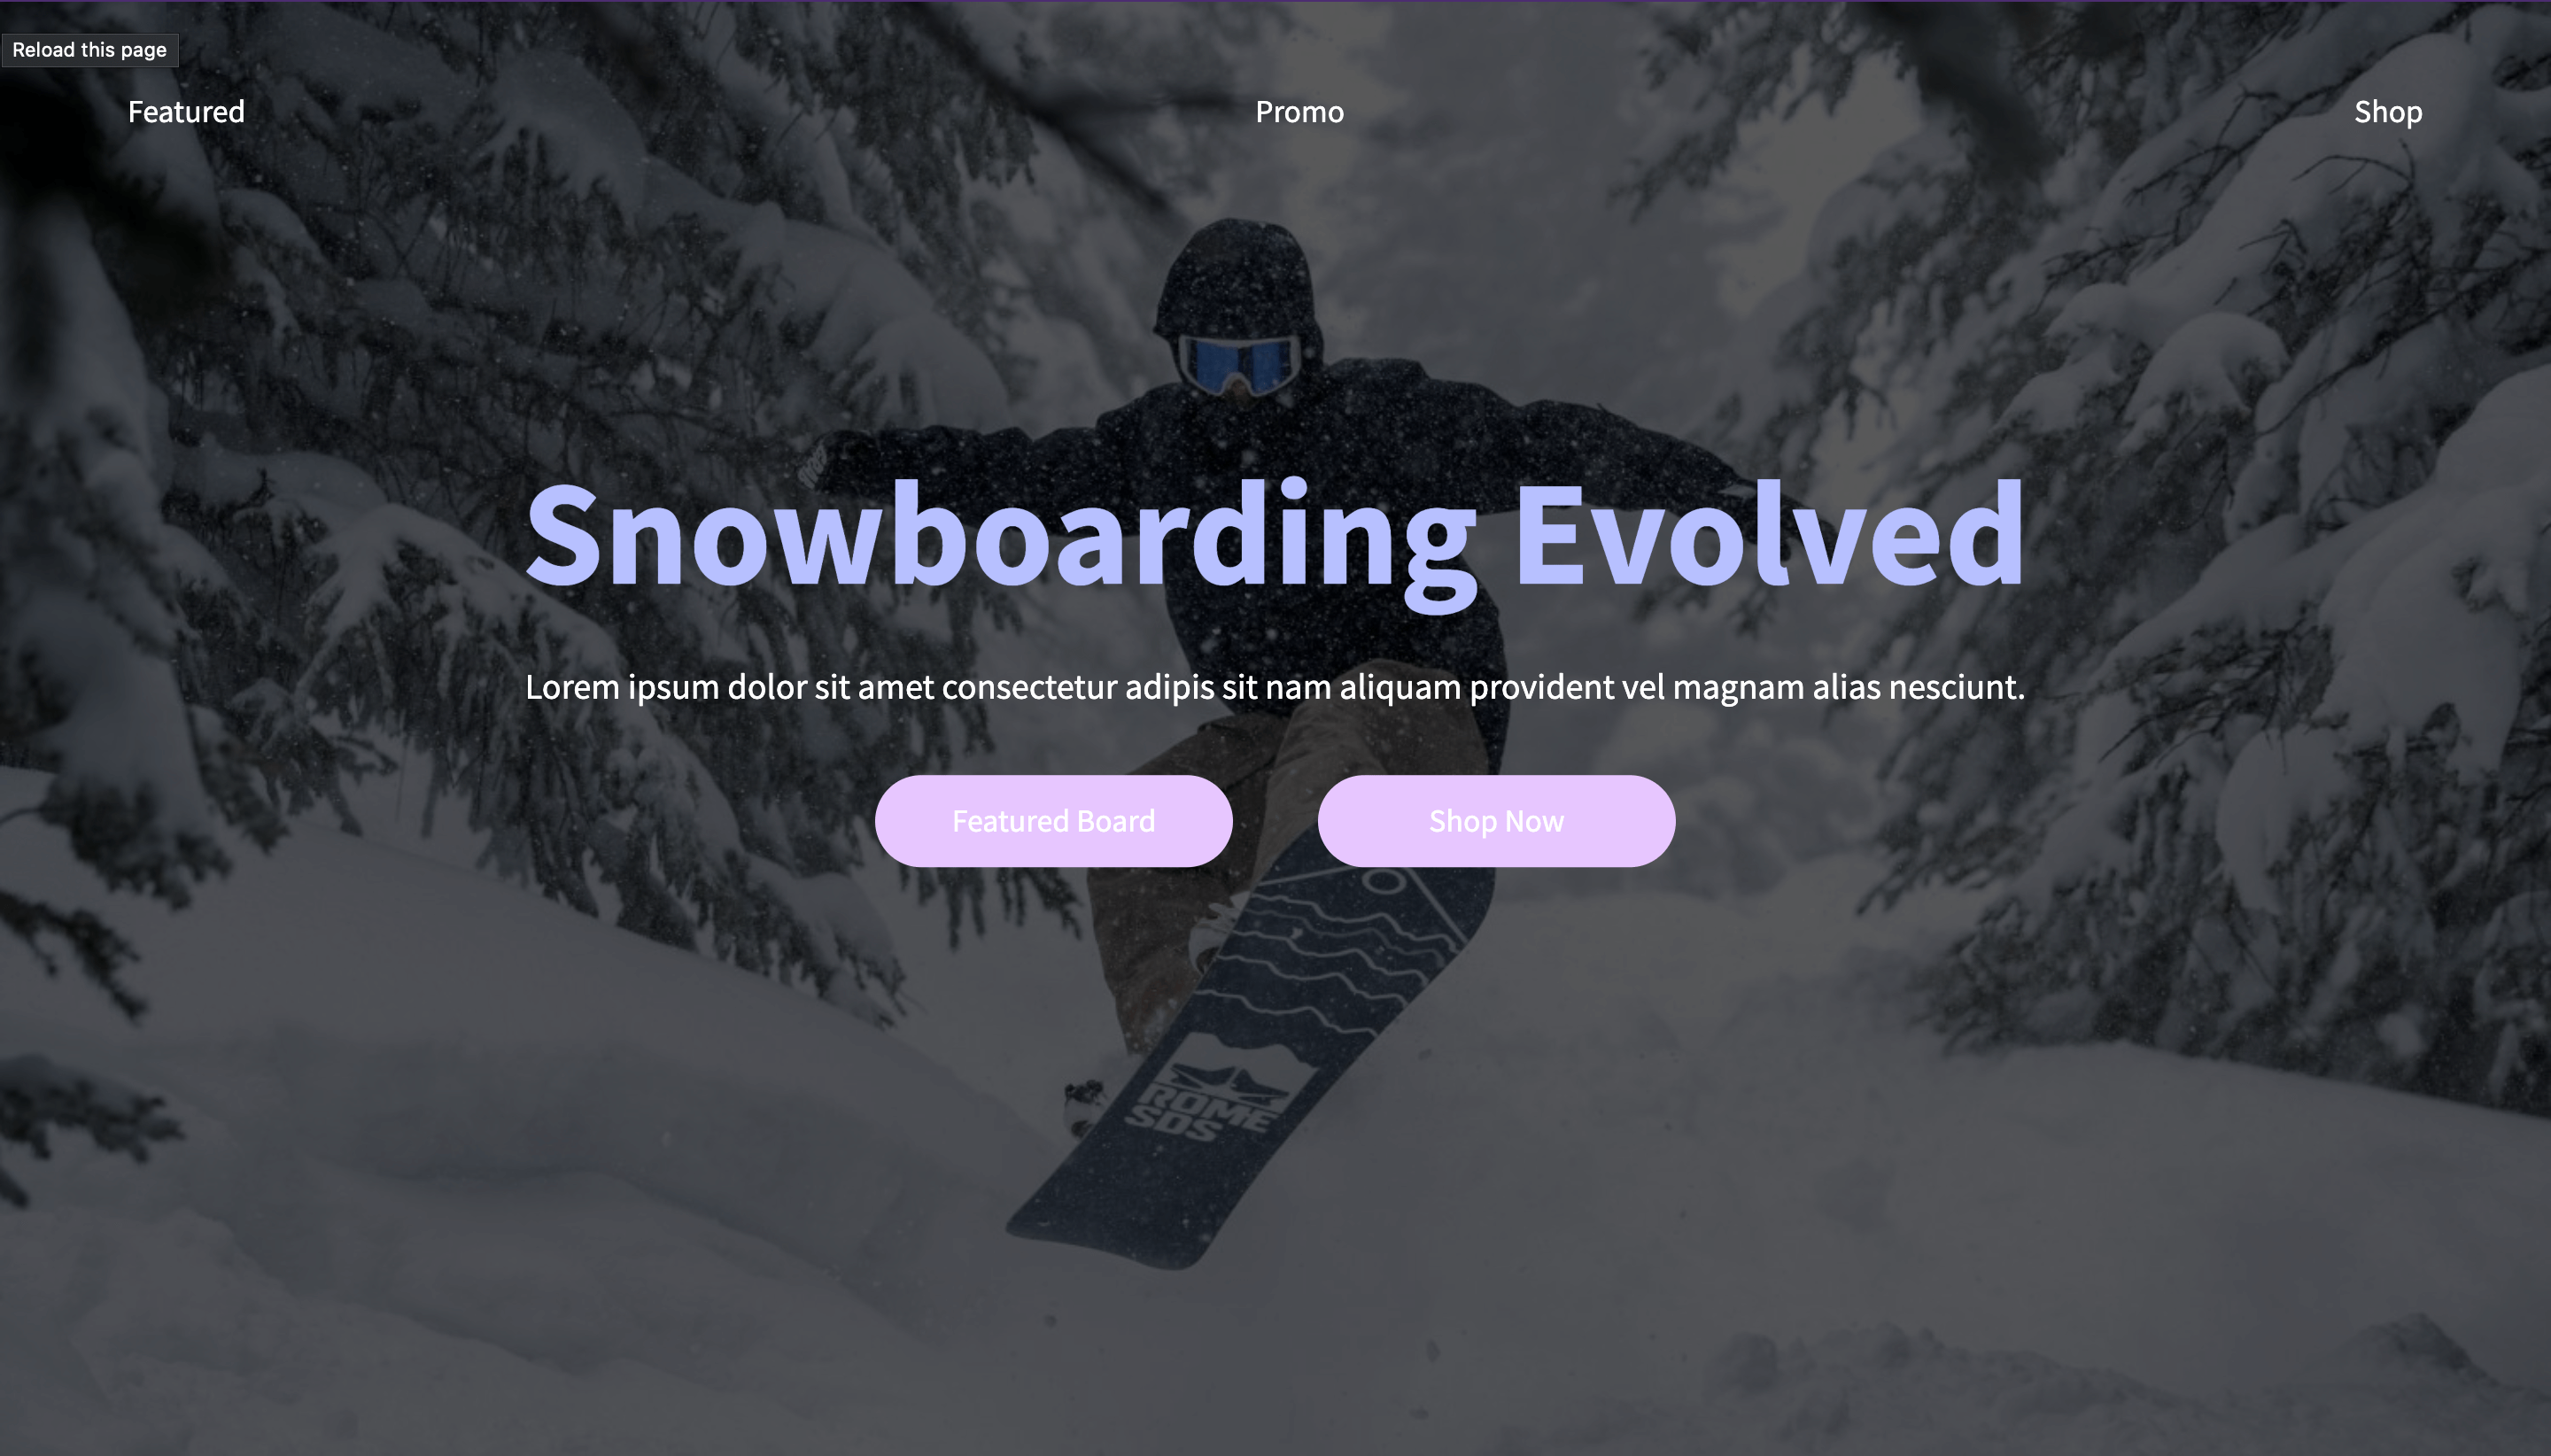 Reload this page
Featured
Promo
Shop
Snowboarding Evolved
Lorem ipsum dolor sit amet consectetur adipis sit nam aliquam provident vel magnam alias nesciunt.
Featured Board
Shop Now
ROME
SDS